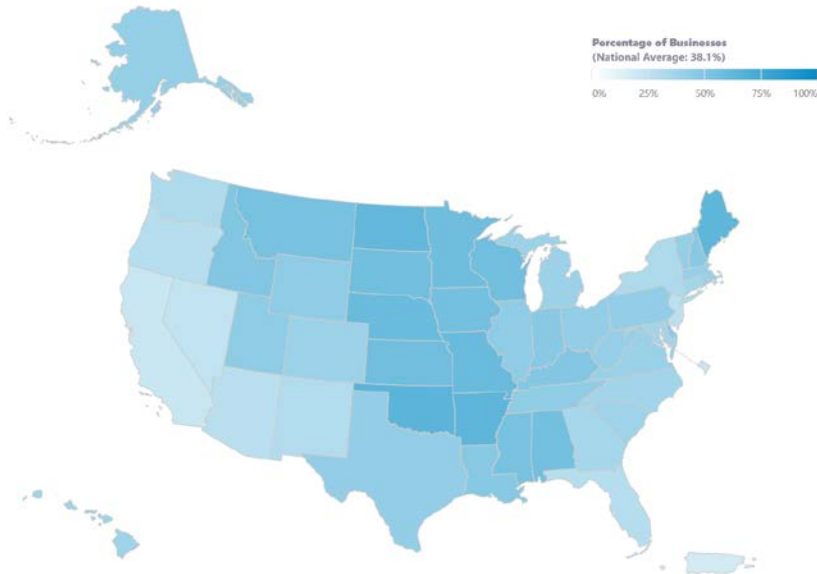 Percentage of Businesses
(National Average: 38.1%)
0% 25% 50% 75% 100%